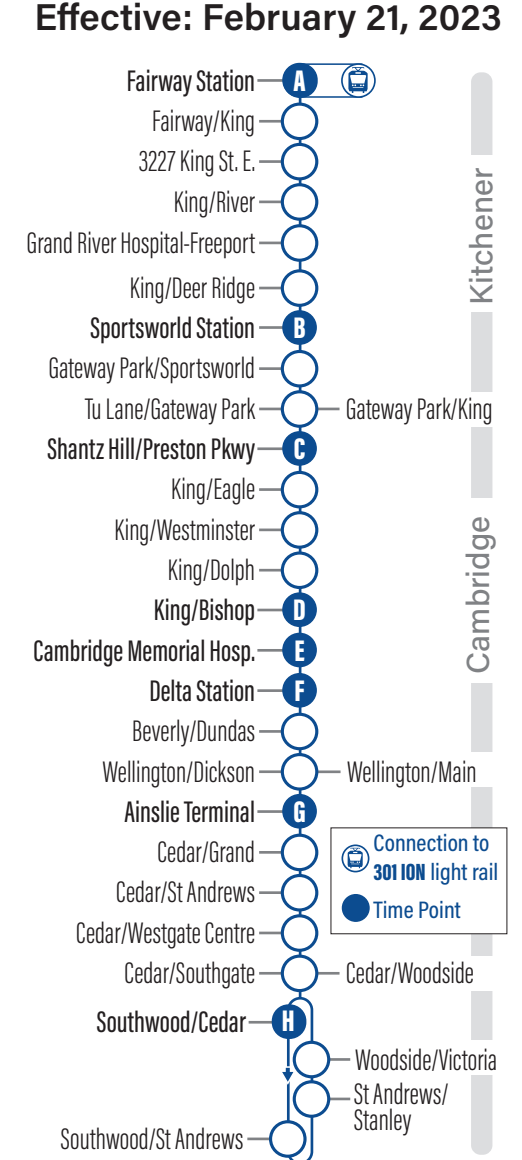 Effective: February 21, 2023
Fairway Station
A
Fairway/King
3227 King St. E.
King/River
Grand River Hospital-Freeport
King/Deer Ridge
Kitchener
Sportsworld Station
B
Gateway Park/Sportsworld
Tu Lane/Gateway Park
Gateway Park/King
Shantz Hill/Preston Pkwy
C
King/Eagle
King/Westminster
King/Dolph
Cambridge
King/Bishop
D
Cambridge Memorial Hosp.
E
Delta Station
F
Beverly/Dundas
Wellington/Dickson
Wellington/Main
Ainslie Terminal
G
Cedar/Grand
Cedar/St Andrews
Cedar/Westgate Centre
Connection to
301 ION light rail
Time Point
Cedar/Southgate
Cedar/Woodside
Southwood/Cedar
H
Woodside/Victoria
St Andrews/
Stanley
Southwood/St Andrews